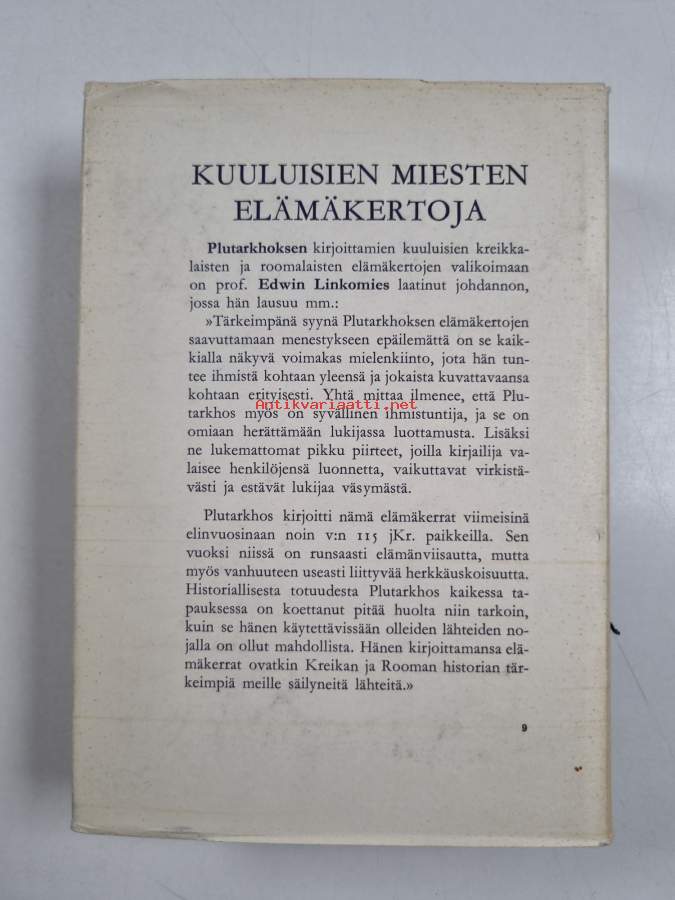 KUULUISIEN MIESTEN
ELÄMÄKERTOJA
Plutarkhoksen kirjoittamien kuuluisien kreikka-
laisten ja roomalaisten elämäkertojen valikoimaan
on prof. Edwin Linkomies laatinut johdannon,
jossa hän lausuu mm.:
»Tärkeimpänä syynä Plutarkhoksen elämäkertojen
saavuttamaan menestykseen epäilemättä on se kaik-
kialla näkyvä voimakas mielenkiinto, jota hän tun-
tee ihmistä kohtaan yleensä ja jokaista kuvattavaansa
kohtaan erityisesti. Yhtä mittaa ilmenee, että Plu-
Antikvariaatti.net
tarkhos myös on syvällinen ihmistuntija, ja se on
omiaan herättämään lukijassa luottamusta. Lisäksi
ne lukemattomat pikku piirteet, joilla kirjailija va-
laisee henkilöjensä luonnetta, vaikuttavat virkistä-
västi ja estävät lukijaa väsymästä.
Plutarkhos kirjoitti nämä elämäkerrat viimeisinä
elinvuosinaan noin v:n 115 jKr. paikkeilla. Sen
vuoksi niissä on runsaasti elämänviisautta, mutta
myös vanhuuteen useasti liittyvää herkkäuskoisuutta.
Historiallisesta totuudesta Plutarkhos kaikessa ta-
pauksessa on koettanut pitää huolta niin tarkoin,
kuin se hänen käytettävissään olleiden lähteiden no-
jalla on ollut mahdollista. Hänen kirjoittamansa elä-
mäkerrat ovatkin Kreikan ja Rooman historian tär-
keimpiä meille säilyneitä lähteitä.»
9